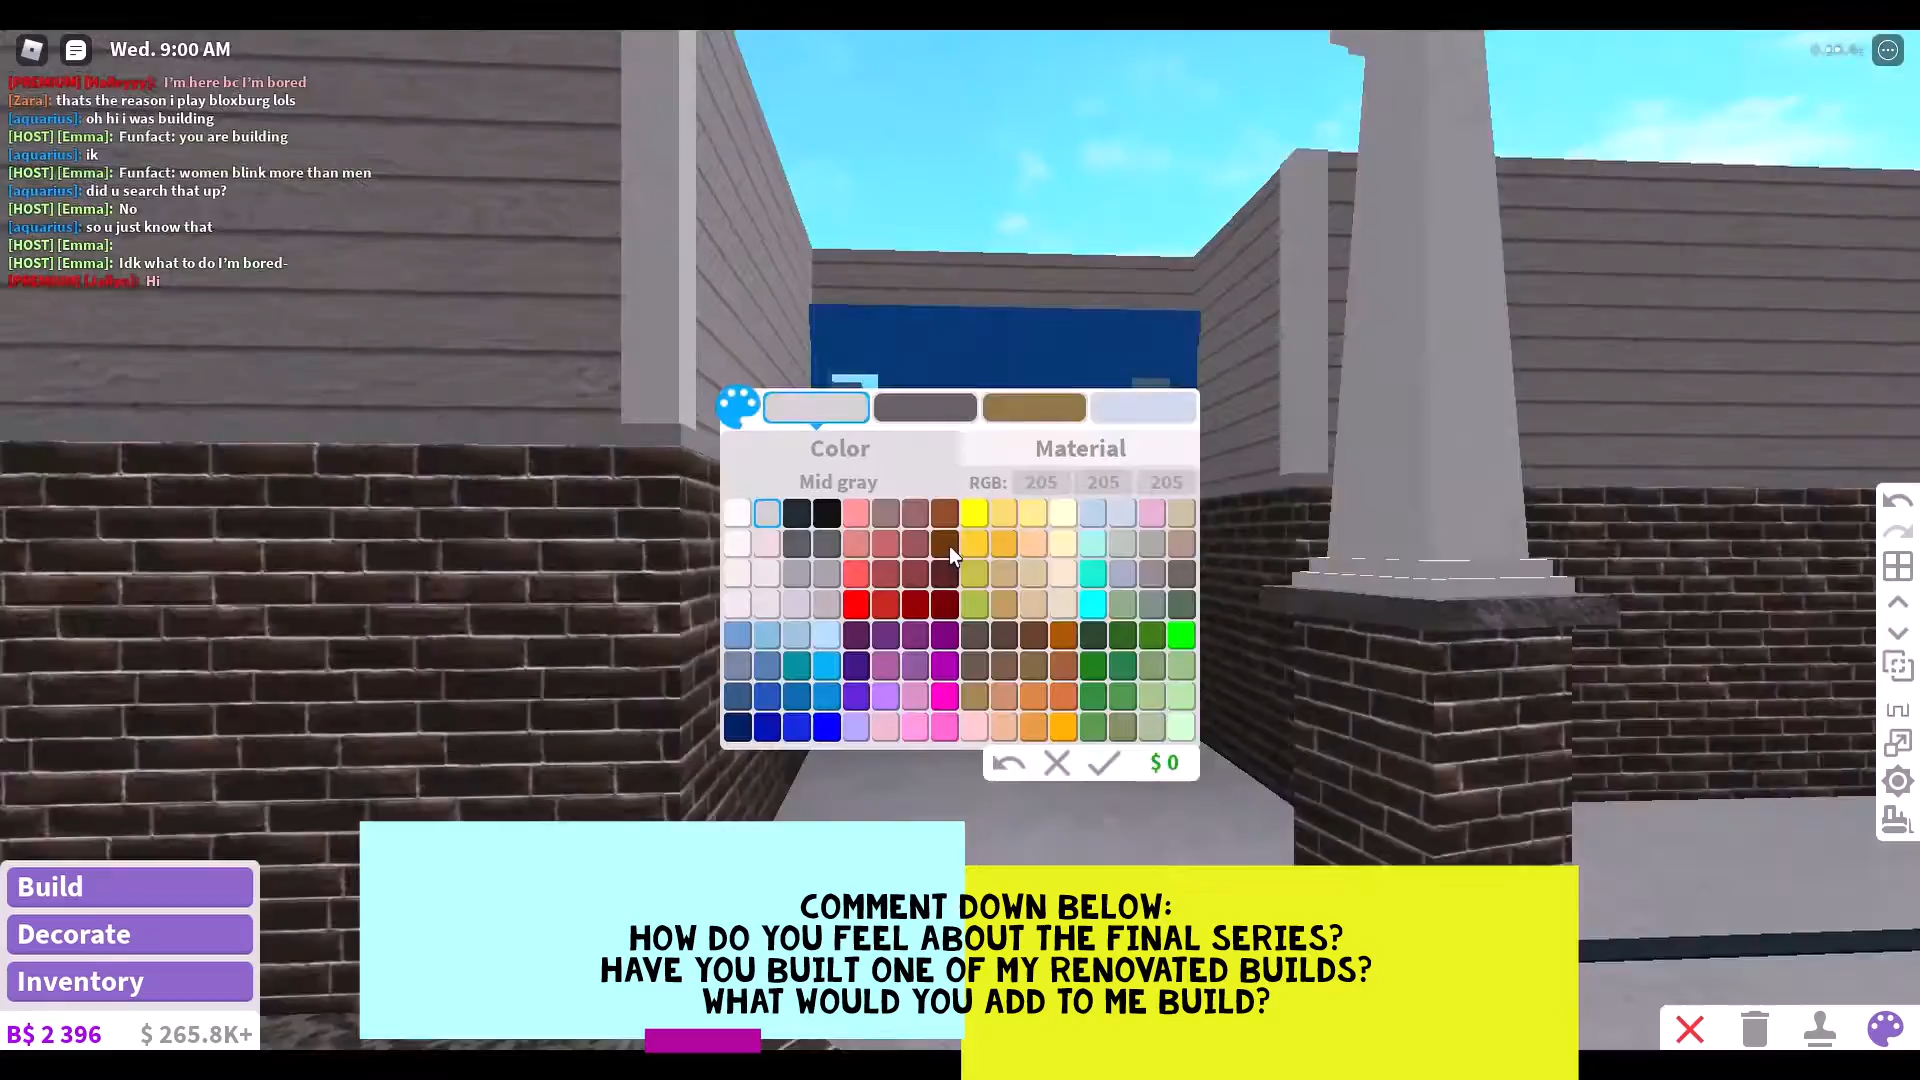 Wed. 9:00 AM
I'm here bc I'm bored
[Zara]: thats the reason i play bloxburg lols
[aquarius]: oh hi i was building
[HOST] [Emma]: Funfact: you are building
[aquarius]: ik
[HOST] [Emma]: Funfact: women blink more than men
[aquarius]: did u search that up?
[HOST] [Emma]: No
[aquarius]: so u just know that
[HOST] [Emma]:
[HOST] [Emma]: Idk what to do I'm bored-
[PREMIUM] Hi
Color
Material
Mid gray
RGB: 205 205 205
$ 0
Build
Decorate
Inventory
B$ 2 396 $ 265.8K+
COMMENT DOWN BELOW:
HOW DO YOU FEEL ABOUT THE FINAL SERIES?
HAVE YOU BUILT ONE OF MY RENOVATED BUILDS?
WHAT WOULD YOU ADD TO ME BUILD?